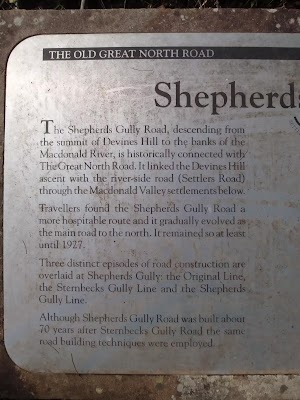 THE OLD GREAT NORTH ROAD
Shepherds
The Shepherds Gully Road, descending from
the summit of Devines Hill to the banks of the
Macdonald River, is historically connected with
The Great North Road. It linked the Devines Hill
ascent with the river-side road (Settlers Road)
through the Macdonald Valley settlements below.
Travellers found the Shepherds Gully Road a
more hospitable route and it gradually evolved as
the main road to the north. It remained so at least
until 1927.
Three distinct episodes of road construction are
overlaid at Shepherds Gully: the Original Line,
the Sternbecks Gully Line and the Shepherds
Gully Line.
Although Shepherds Gully Road was built about
70 years after Sternbecks Gully Road the same
road building techniques were employed.